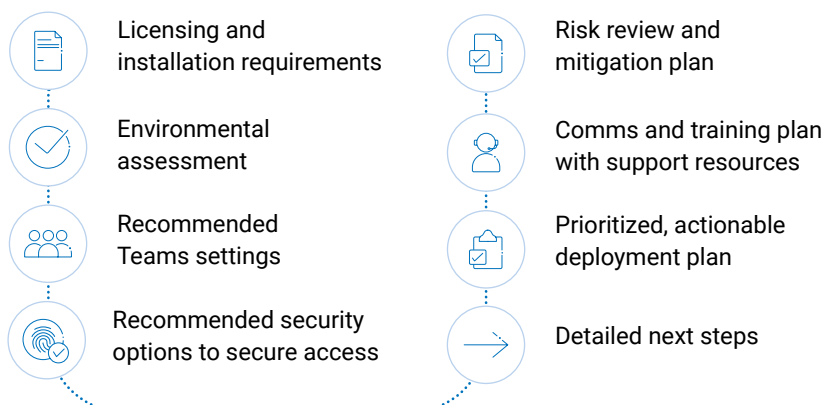 Licensing and
installation requirements
Environmental
assessment
Recommended
Teams settings
Recommended security
options to secure access
Risk review and
mitigation plan
Comms and training plan
with support resources
Prioritized, actionable
deployment plan
Detailed next steps